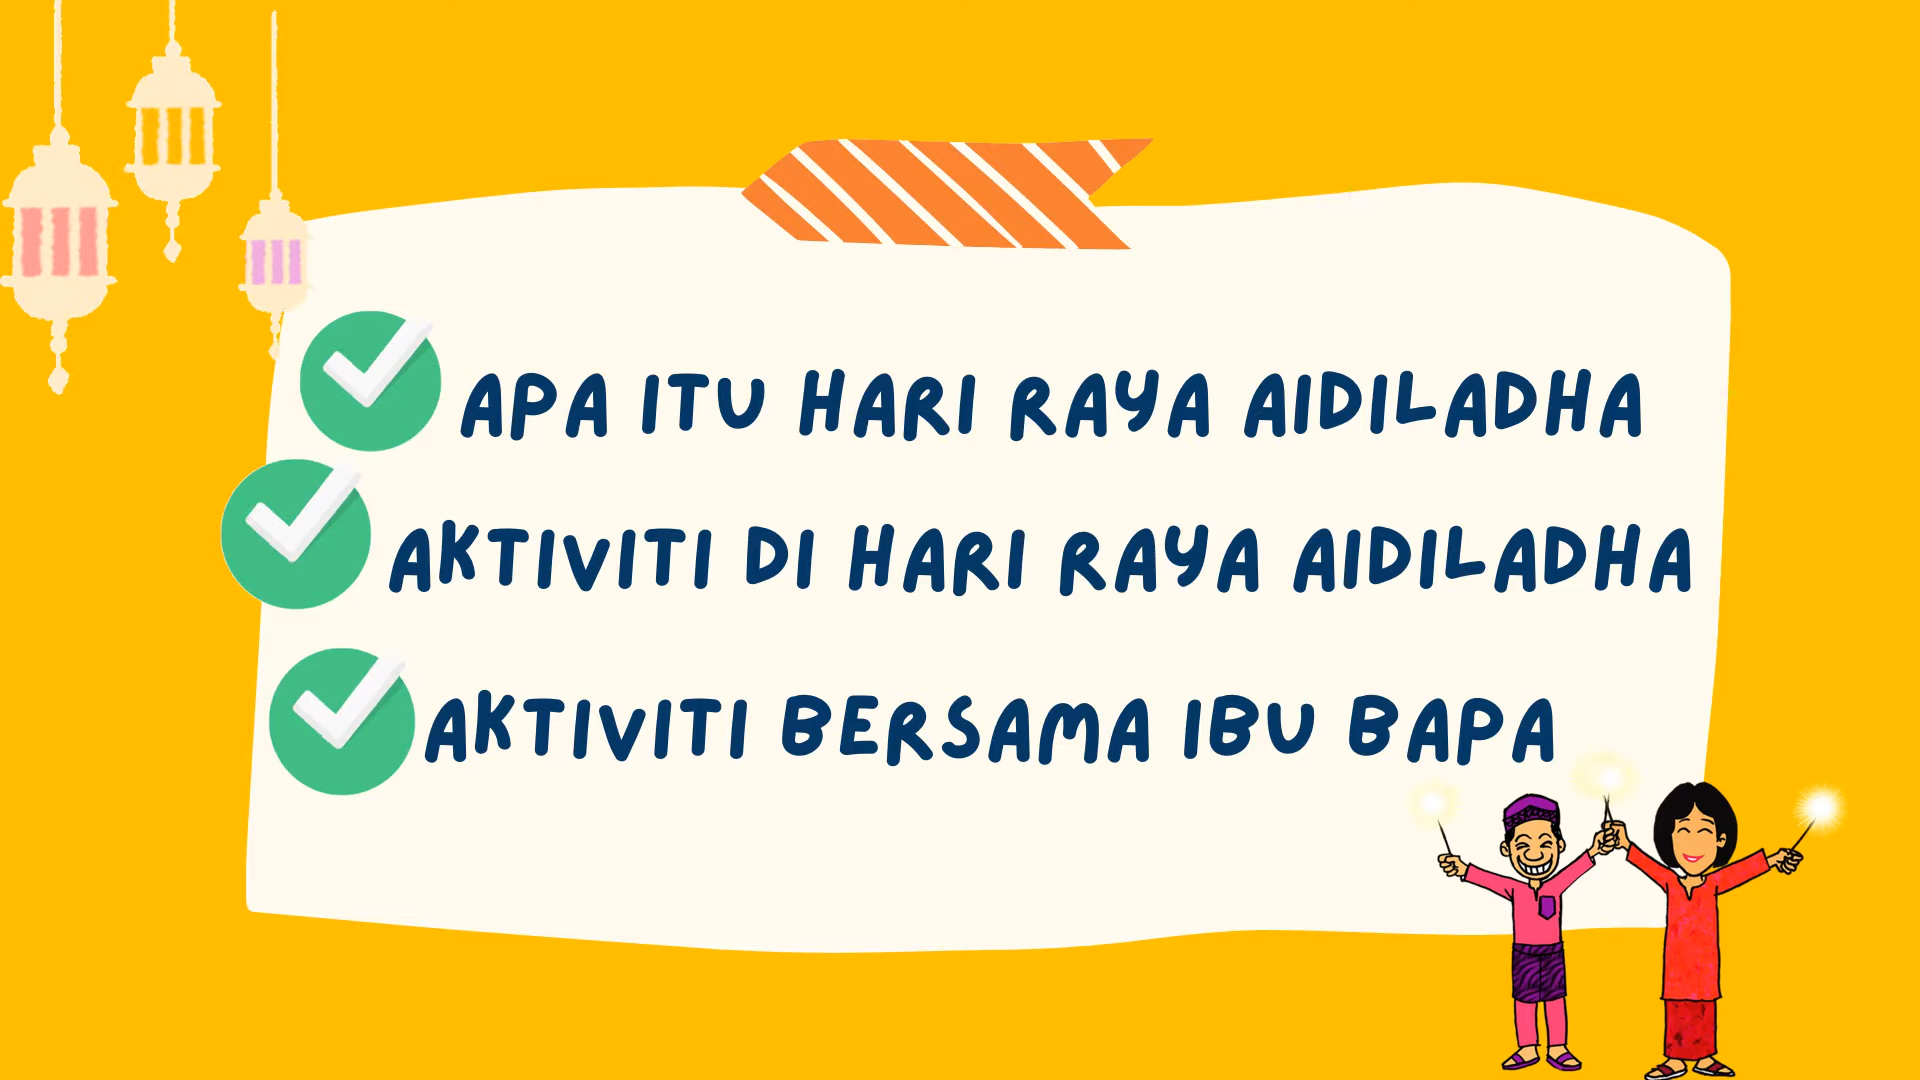 APA ITU HARI RAYA AIDILADHA
AKTIVITI DI HARI RAYA AIDILADHA
AKTIVITI BERSAMA IBU BAPA